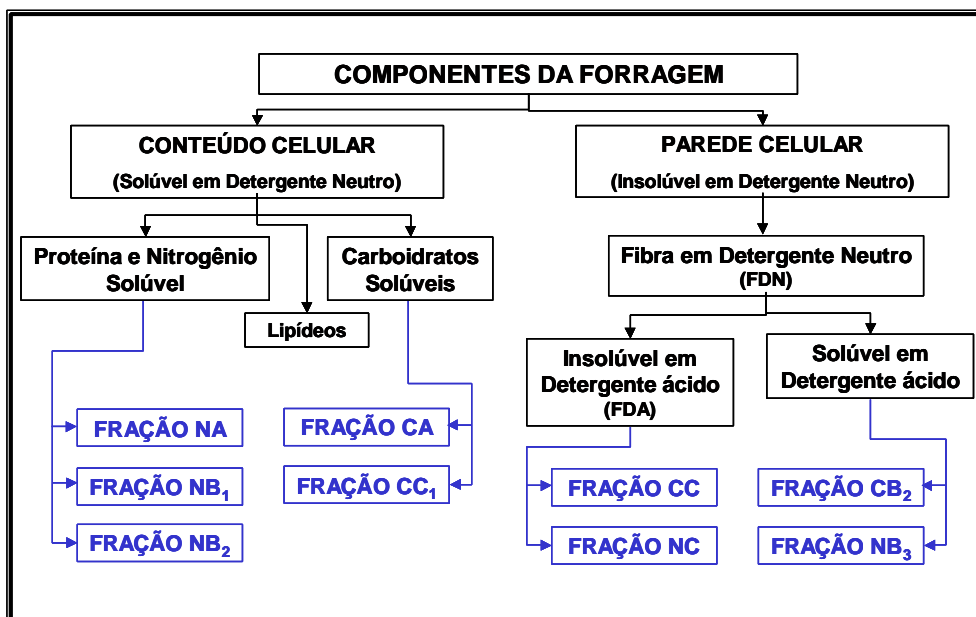 COMPONENTES DA FORRAGEM
CONTEÚDO CELULAR
(Solúvel em Detergente Neutro)
PAREDE CELULAR
(Insolúvel em Detergente Neutro)
Proteína e Nitrogênio
Solúvel
Lipídeos
Carboidratos
Solúveis
Fibra em Detergente Neutro
(FDN)
Insolúvel em
Detergente ácido
(FDA)
Solúvel em
Detergente ácido
FRAÇÃO NA
FRAÇÃO NB₁
FRAÇÃO NB₂
FRAÇÃO CA
FRAÇÃO CC₁
FRAÇÃO CC
FRAÇÃO NC
FRAÇÃO CB₂
FRAÇÃO NB₃